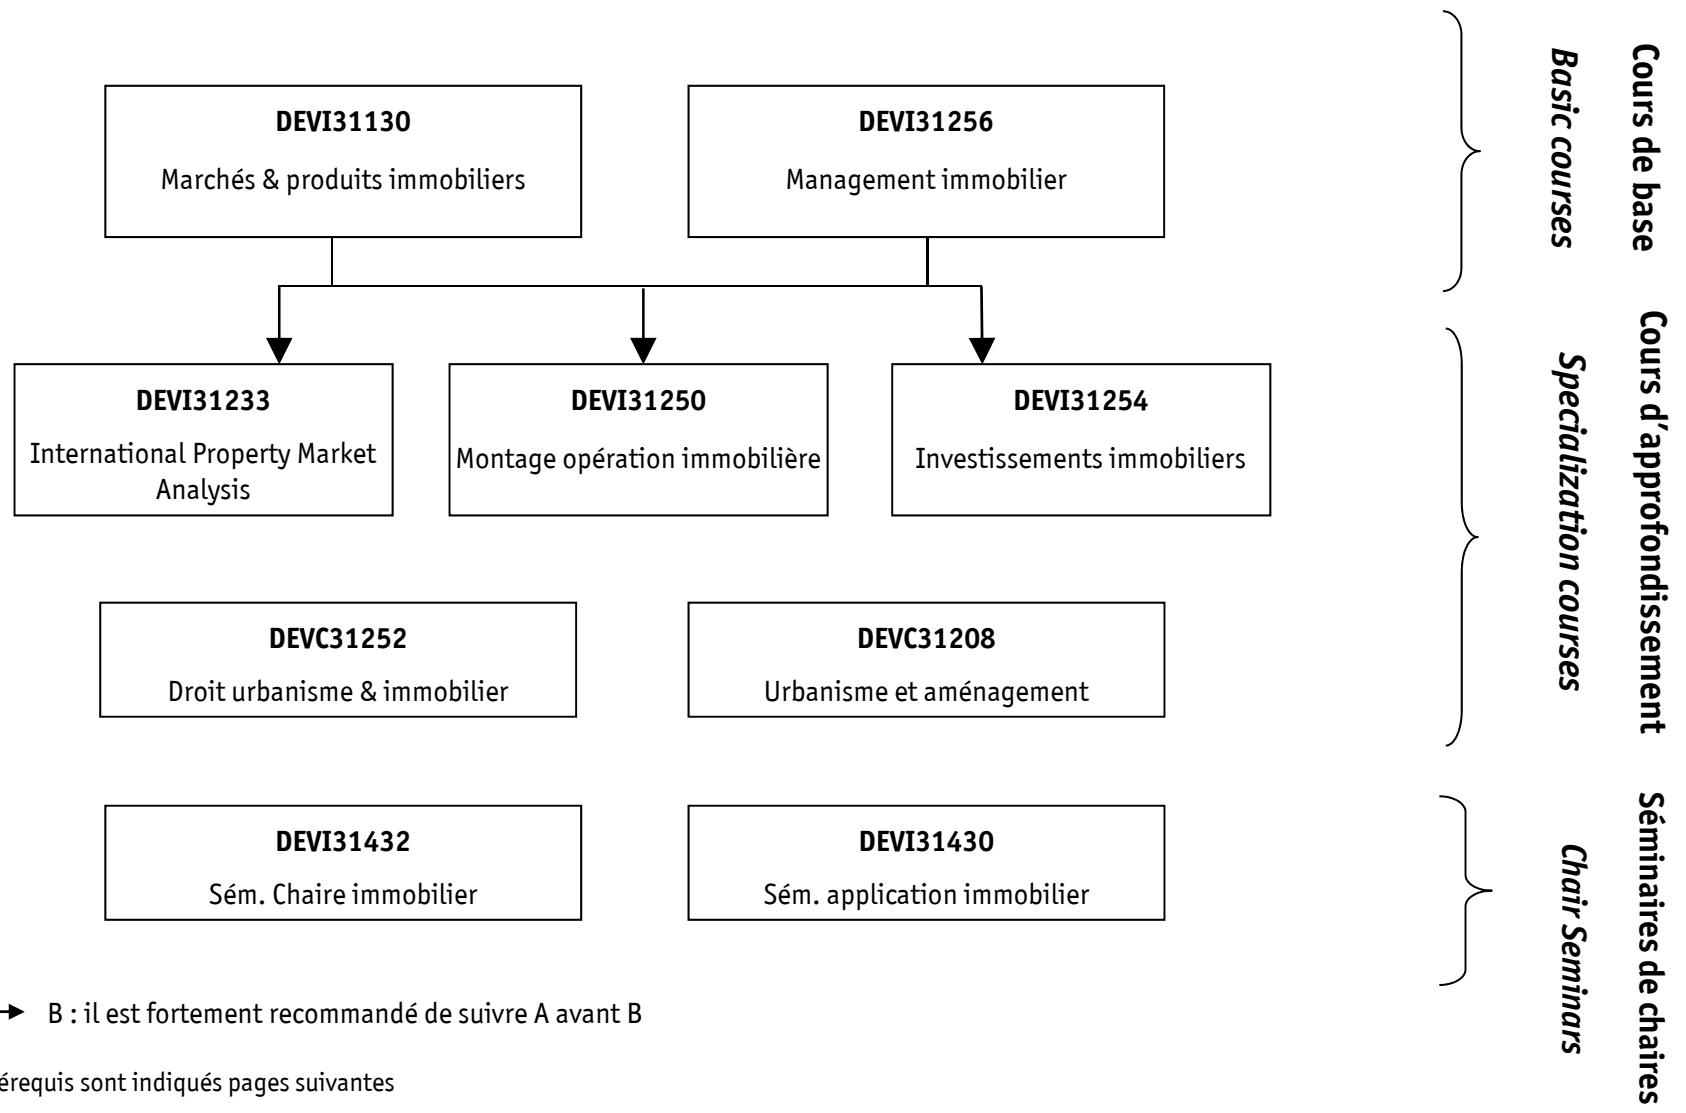 DEVI31130
Marchés & produits immobiliers
DEVI31256
Management immobilier
Cours de base
Basic courses
DEVI31233
International Property Market
Analysis
DEVI31250
Montage opération immobilière
DEVI31254
Investissements immobiliers
DEVC31252
Droit urbanisme & immobilier
DEVC31208
Urbanisme et aménagement
Cours d’approfondissement
Specialization courses
DEVI31432
Sém. Chaire immobilier
DEVI31430
Sém. application immobilier
Séminaires de chaires
Chair Seminars
B : il est fortement recommandé de suivre A avant B
érequis sont indiqués pages suivantes